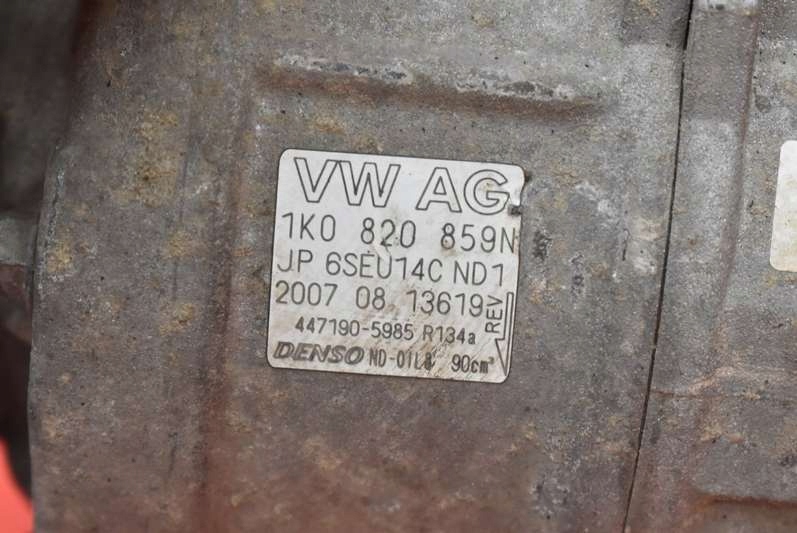 VW AG
1K0 820 859N
JP 6SEU14C ND1
2007 08 13619
REV
447190-5985 R134a
DENSO ND-OIL8 90cm³